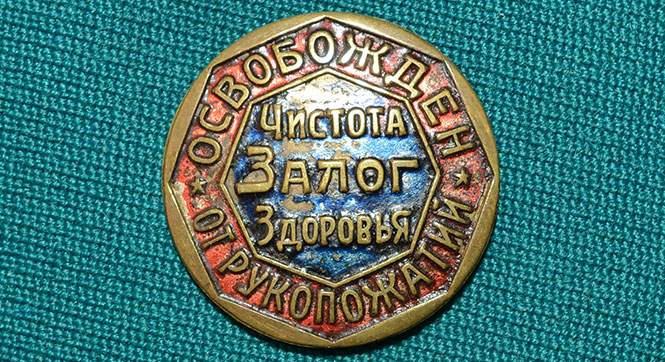 ОСВОБОЖДЕН
ЧИСТОТА
ЗАЛОГ
ЗДОРОВЬЯ
ОТ РУКОПОЖАТИЙ